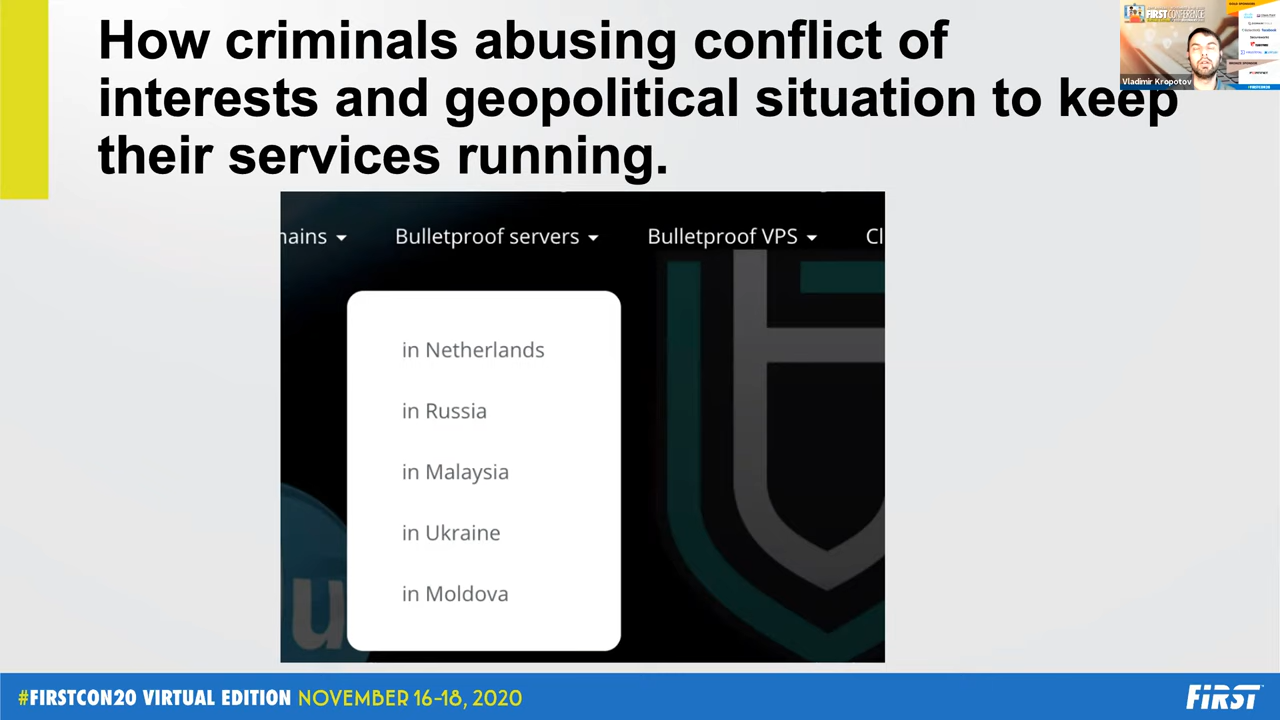 How criminals abusing conflict of
interests and geopolitical situation to keep
their services running.
FIRSTCONFERENCE
Vladimir Kropotov
Bulletproof servers
Bulletproof VPS
Cl
in Netherlands
in Russia
in Malaysia
in Ukraine
in Moldova
u
#FIRSTCON20 VIRTUAL EDITION NOVEMBER 16-18, 2020
FIRST